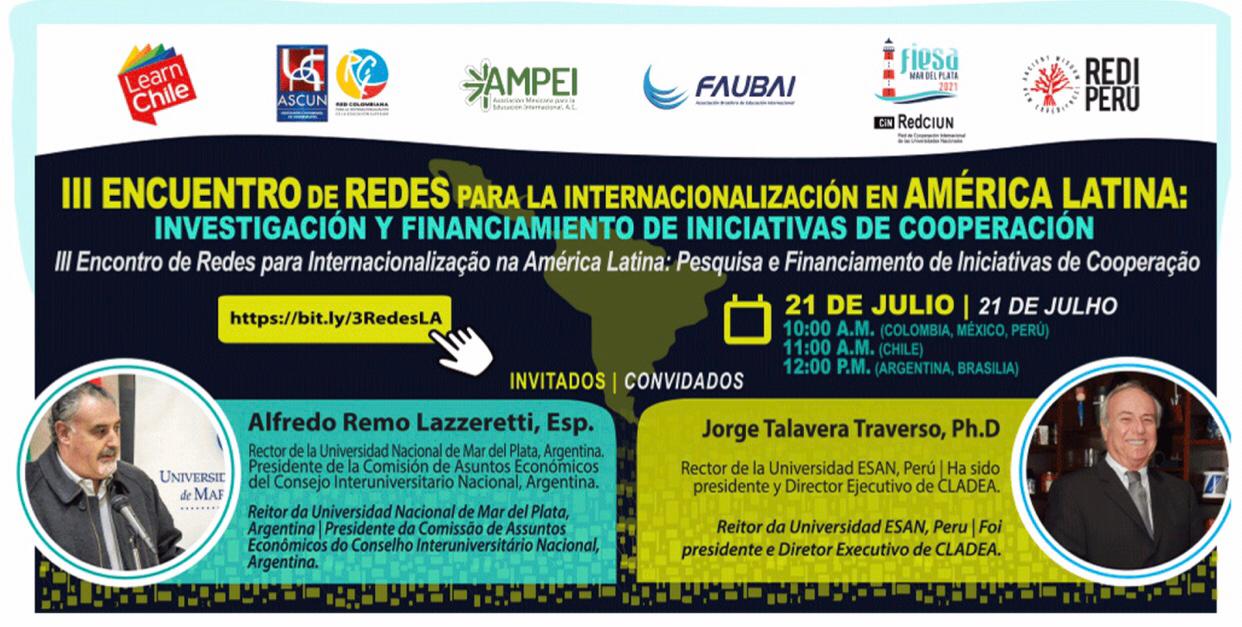 Learn
Chile
ASCUN
RCI
RED COLOMBIANA
AMPEI
Asociación Mexicana para la
Educación Internacional, A.C.
FAUBAI
Associação Brasileira de Educação Internacional
fiesa
MAR DEL PLATA
2021
CIN RedCIUN
Red de Cooperación Internacional
de las Universidades Nacionales
REDI
PERU
III ENCUENTRO DE REDES PARA LA INTERNACIONALIZACIÓN EN AMÉRICA LATINA:
INVESTIGACIÓN Y FINANCIAMIENTO DE INICIATIVAS DE COOPERACIÓN
III Encontro de Redes para Internacionalização na América Latina: Pesquisa e Financiamento de Iniciativas de Cooperação
https://bit.ly/3RedesLA
21 DE JULIO | 21 DE JULHO
10:00 A.M. (COLOMBIA, MÉXICO, PERÚ)
11:00 A.M. (CHILE)
12:00 P.M. (ARGENTINA, BRASILIA)
INVITADOS | CONVIDADOS
Alfredo Remo Lazzeretti, Esp.
Rector de la Universidad Nacional de Mar del Plata, Argentina.
Presidente de la Comisión de Asuntos Económicos
del Consejo Interuniversitario Nacional, Argentina.
Reitor da Universidad Nacional de Mar del Plata,
Argentina | Presidente da Comissão de Assuntos
Económicos do Conselho Interuniversitário Nacional,
Argentina.
UNIVERSID
de MAR
Jorge Talavera Traverso, Ph.D
Rector de la Universidad ESAN, Perú | Ha sido
presidente y Director Ejecutivo de CLADEA.
Reitor da Universidade ESAN, Peru | Foi
presidente e Diretor Executivo de CLADEA.